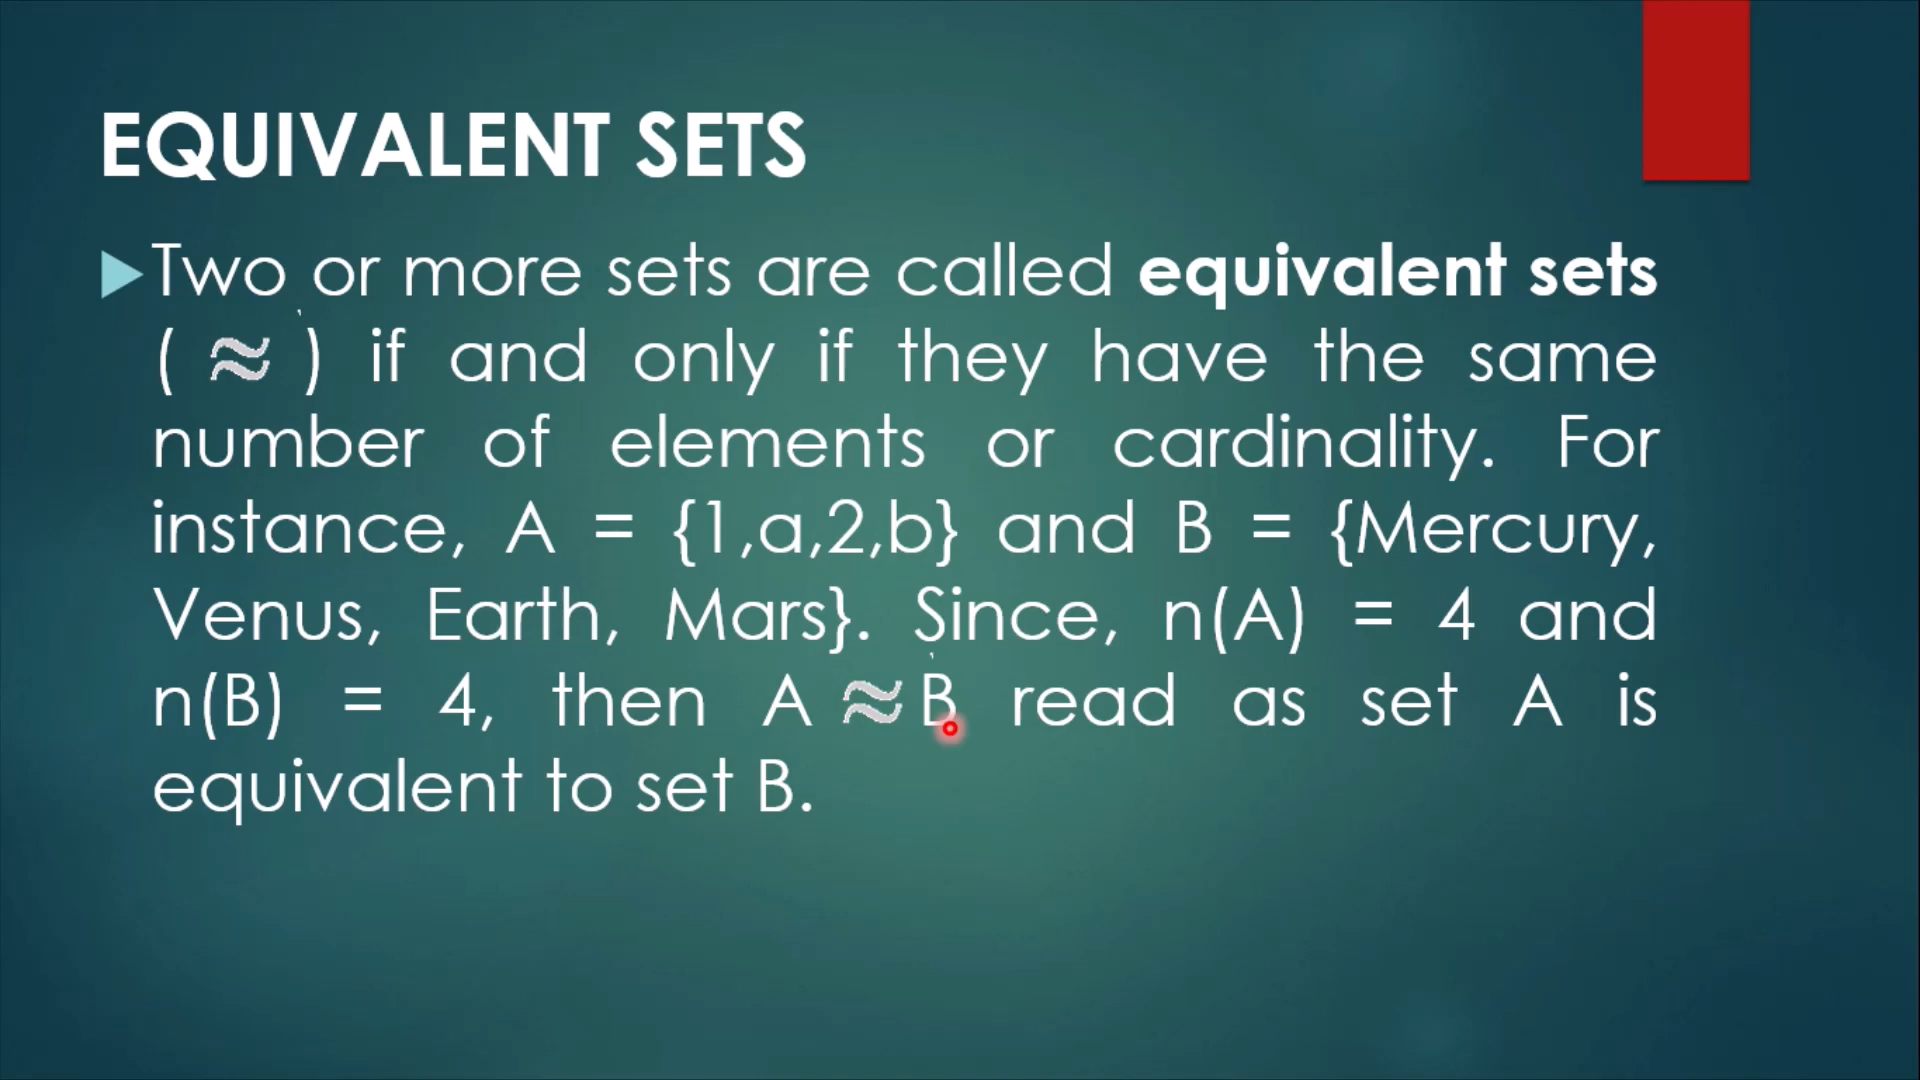 EQUIVALENT SETS
Two or more sets are called equivalent sets
( ≈ ) if and only if they have the same
number of elements or cardinality. For
instance, A = {1,a,2,b} and B = {Mercury,
Venus, Earth, Mars}. Since, n(A) = 4 and
n(B) = 4, then A ≈ B read as set A is
equivalent to set B.